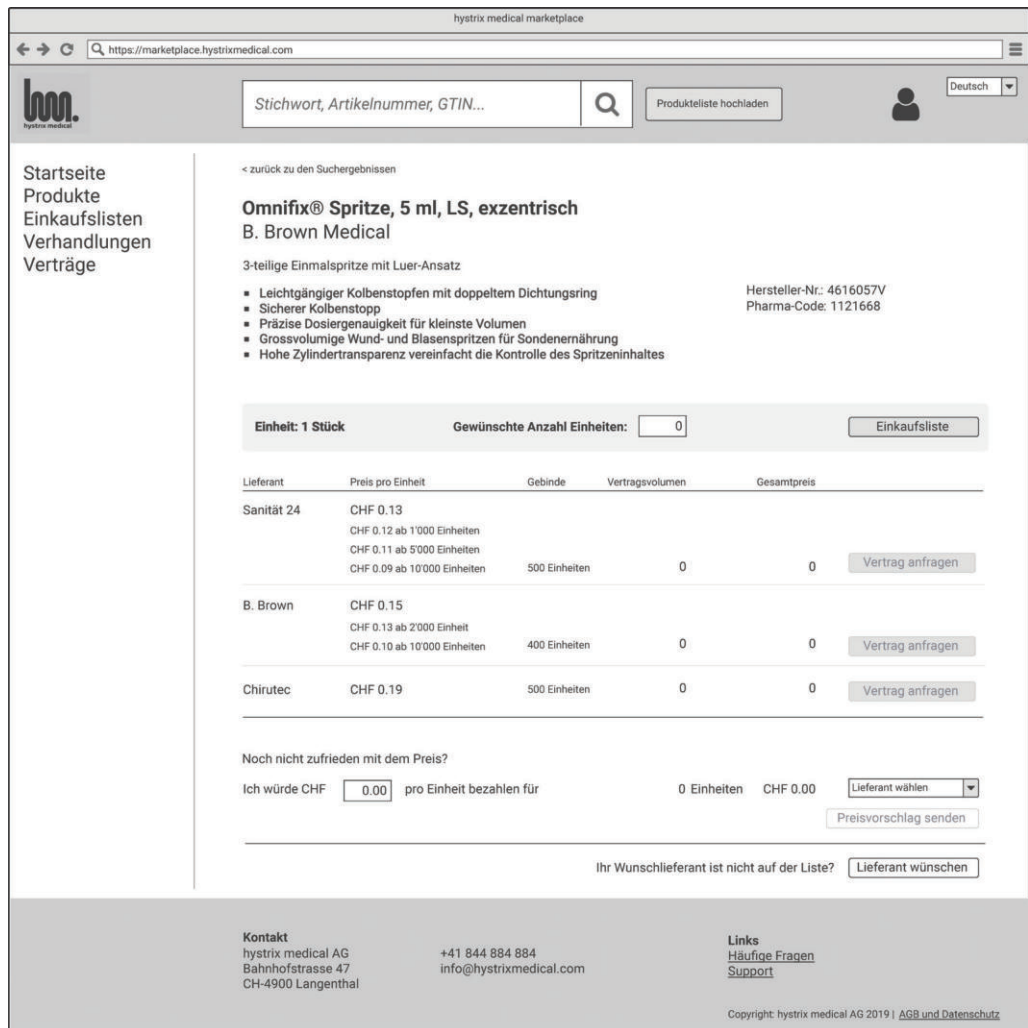 hystrix medical marketplace
https://marketplace.hystrixmedical.com
Deutsch
Stichwort, Artikelnummer, GTIN...
Produkteliste hochladen
hystrix medical
Startseite
Produkte
Einkaufslisten
Verhandlungen
Verträge
< zurück zu den Suchergebnissen
Omnifix® Spritze, 5 ml, LS, exzentrisch
B. Brown Medical
3-teilige Einmalspritze mit Luer-Ansatz
▪ Leichtgängiger Kolbenstopfen mit doppeltem Dichtungsring
▪ Sicherer Kolbenstopp
▪ Präzise Dosiergenauigkeit für kleinste Volumen
▪ Grossvolumige Wund- und Blasenspritzen für Sondenernährung
▪ Hohe Zylindertransparenz vereinfacht die Kontrolle des Spritzeninhaltes
Hersteller-Nr.: 4616057V
Pharma-Code: 1121668
Einheit: 1 Stück Gewünschte Anzahl Einheiten: 0 Einkaufsliste
Lieferant Preis pro Einheit Gebinde Vertragsvolumen Gesamtpreis
Sanität 24 CHF 0.13
CHF 0.12 ab 1'000 Einheiten
CHF 0.11 ab 5'000 Einheiten
CHF 0.09 ab 10'000 Einheiten 500 Einheiten 0 0 Vertrag anfragen
B. Brown CHF 0.15
CHF 0.13 ab 2'000 Einheit
CHF 0.10 ab 10'000 Einheiten 400 Einheiten 0 0 Vertrag anfragen
Chirutec CHF 0.19 500 Einheiten 0 0 Vertrag anfragen
Noch nicht zufrieden mit dem Preis?
Ich würde CHF 0.00 pro Einheit bezahlen für 0 Einheiten CHF 0.00 Lieferant wählen
Preisvorschlag senden
Ihr Wunschlieferant ist nicht auf der Liste? Lieferant wünschen
Kontakt
hystrix medical AG
Bahnhofstrasse 47
CH-4900 Langenthal
+41 844 884 884
info@hystrixmedical.com
Links
Häufige Fragen
Support
Copyright: hystrix medical AG 2019 | AGB und Datenschutz